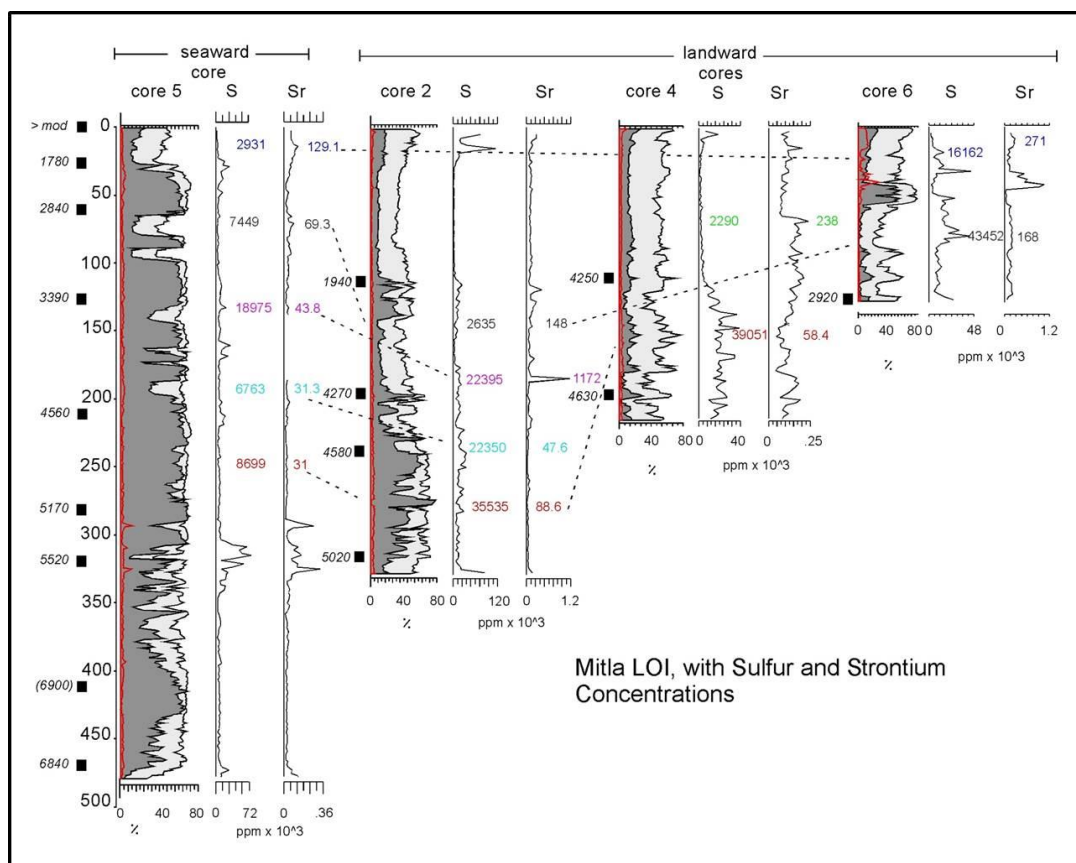 seaward
core
landward
cores
core 5
S
Sr
core 2
S
Sr
core 4
S
Sr
core 6
S
Sr
> mod
1780
2840
3390
4560
5170
5520
(6900)
6840
0
50
100
150
200
250
300
350
400
450
500
2931
129.1
7449
69.3
18975
43.8
6763
31.3
8699
31
0 40 80
%
0 72
0 .36
ppm x 10^3
1940
4270
4580
5020
2635
148
22395
1172
22350
47.6
35535
88.6
0 40 80
%
0 120
0 1.2
ppm x 10^3
4250
4630
2290
238
39051
58.4
0 40 80
%
0 40
0 .25
ppm x 10^3
2920
16162
271
43452
168
0 40 80
%
0 48
0 1.2
ppm x 10^3
Mitla LOI, with Sulfur and Strontium
Concentrations